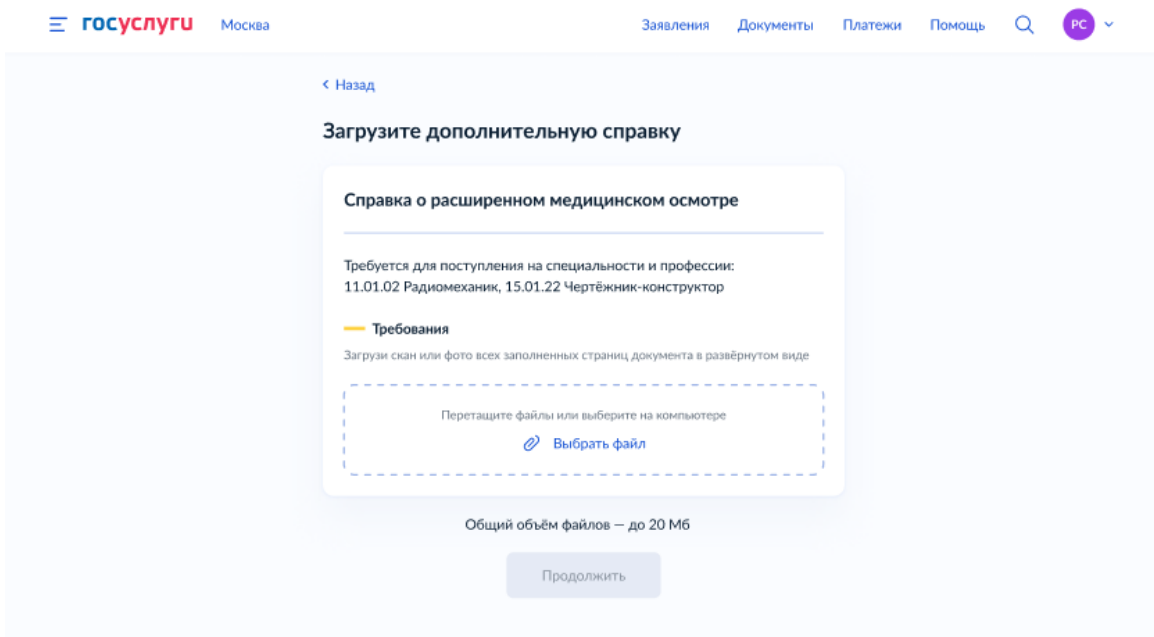 госуслуги Москва Заявления Документы Платежи Помощь РС
Назад
Загрузите дополнительную справку
Справка о расширенном медицинском осмотре
Требуется для поступления на специальности и профессии:
11.01.02 Радиомеханик, 15.01.22 Чертёжник-конструктор
Требования
Загрузи скан или фото всех заполненных страниц документа в развёрнутом виде
Перетащите файлы или выберите на компьютере
Выбрать файл
Общий объём файлов — до 20 Мб
Продолжить